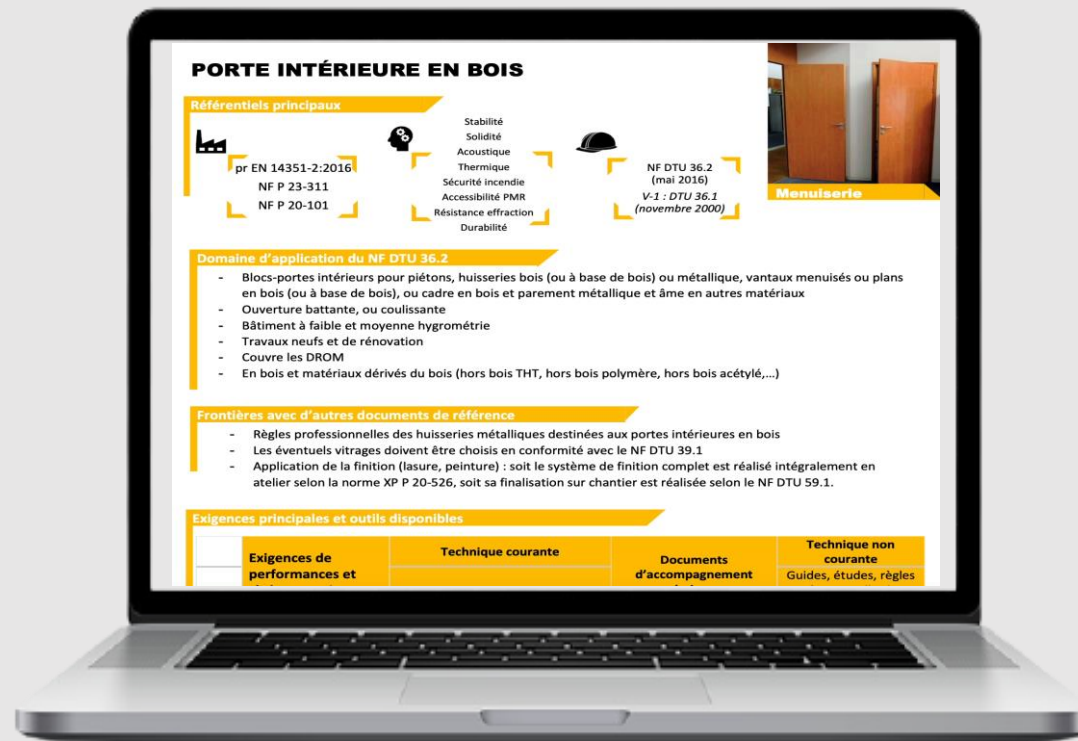 PORTE INTÉRIEURE EN BOIS
Référentiels principaux
pr EN 14351-2:2016
NF P 23-311
NF P 20-101
Stabilité
Solidité
Acoustique
Thermique
Sécurité incendie
Accessibilité PMR
Résistance effraction
Durabilité
NF DTU 36.2
(mai 2016)
V-1 : DTU 36.1
(novembre 2000)
Menuiserie
Domaine d'application du NF DTU 36.2
- Blocs-portes intérieurs pour piétons, huisseries bois (ou à base de bois) ou métallique, vantaux menuisés ou plans
en bois (ou à base de bois), ou cadre en bois et parement métallique et âme en autres matériaux
- Ouverture battante, ou coulissante
- Bâtiment à faible et moyenne hygrométrie
- Travaux neufs et de rénovation
- Couvre les DROM
- En bois et matériaux dérivés du bois (hors bois THT, hors bois polymère, hors bois acétylé,...)
Frontières avec d'autres documents de référence
- Règles professionnelles des huisseries métalliques destinées aux portes intérieures en bois
- Les éventuels vitrages doivent être choisis en conformité avec le NF DTU 39.1
- Application de la finition (lasure, peinture) : soit le système de finition complet est réalisé intégralement en
atelier selon la norme XP P 20-526, soit sa finalisation sur chantier est réalisée selon le NF DTU 59.1.
Exigences principales et outils disponibles
Exigences de
performances et
Technique courante
Documents
d'accompagnement
Technique non
courante
Guides, études, règles